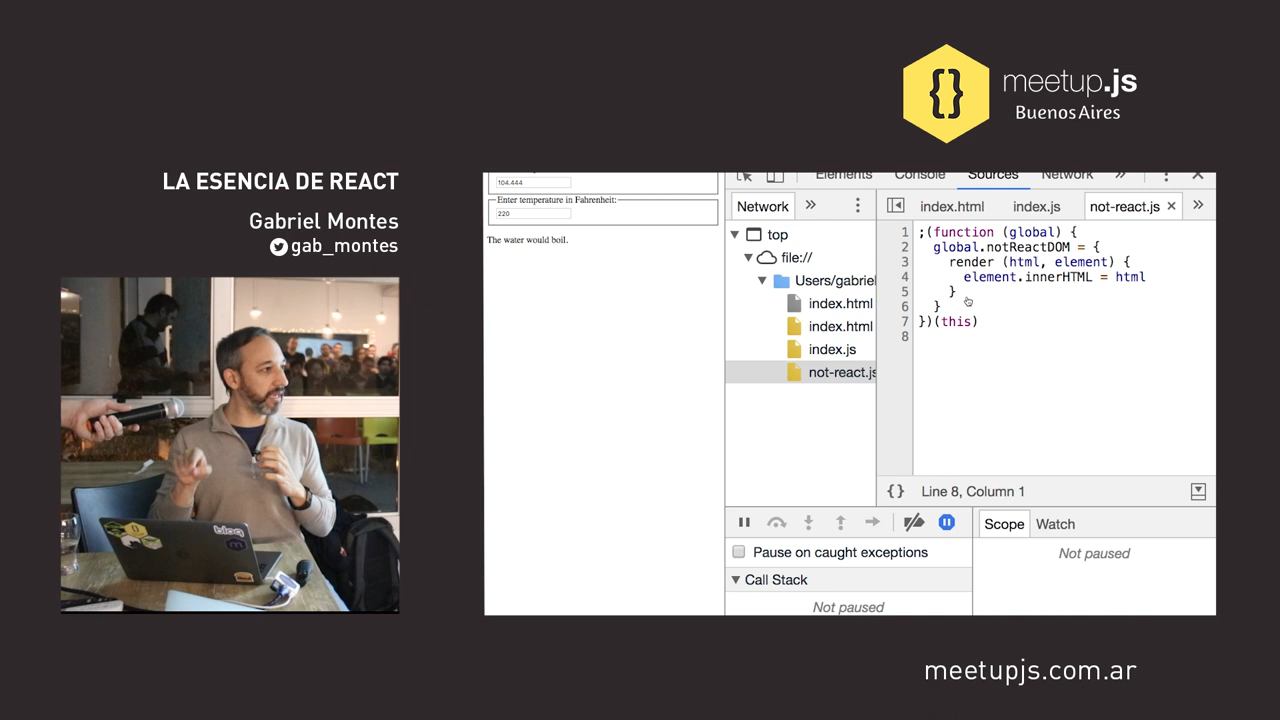 {}
meetup.js
Buenos Aires
LA ESENCIA DE REACT
Gabriel Montes
gab_montes
bloq
104.444
Enter temperature in Fahrenheit:
220
The water would boil.
Elements Console Sources Network »
Network » index.html index.js not-react.js ×  »
top
file://
Users/gabriel
index.html
index.html
index.js
not-react.js
1 ;(function (global) {
2 global.notReactDOM = {
3 render (html, element) {
4 element.innerHTML = html
5 }
6 }
7 })(this)
8
{} Line 8, Column 1
Pause on caught exceptions
Call Stack
Not paused
Scope Watch
Not paused
meetupjs.com.ar